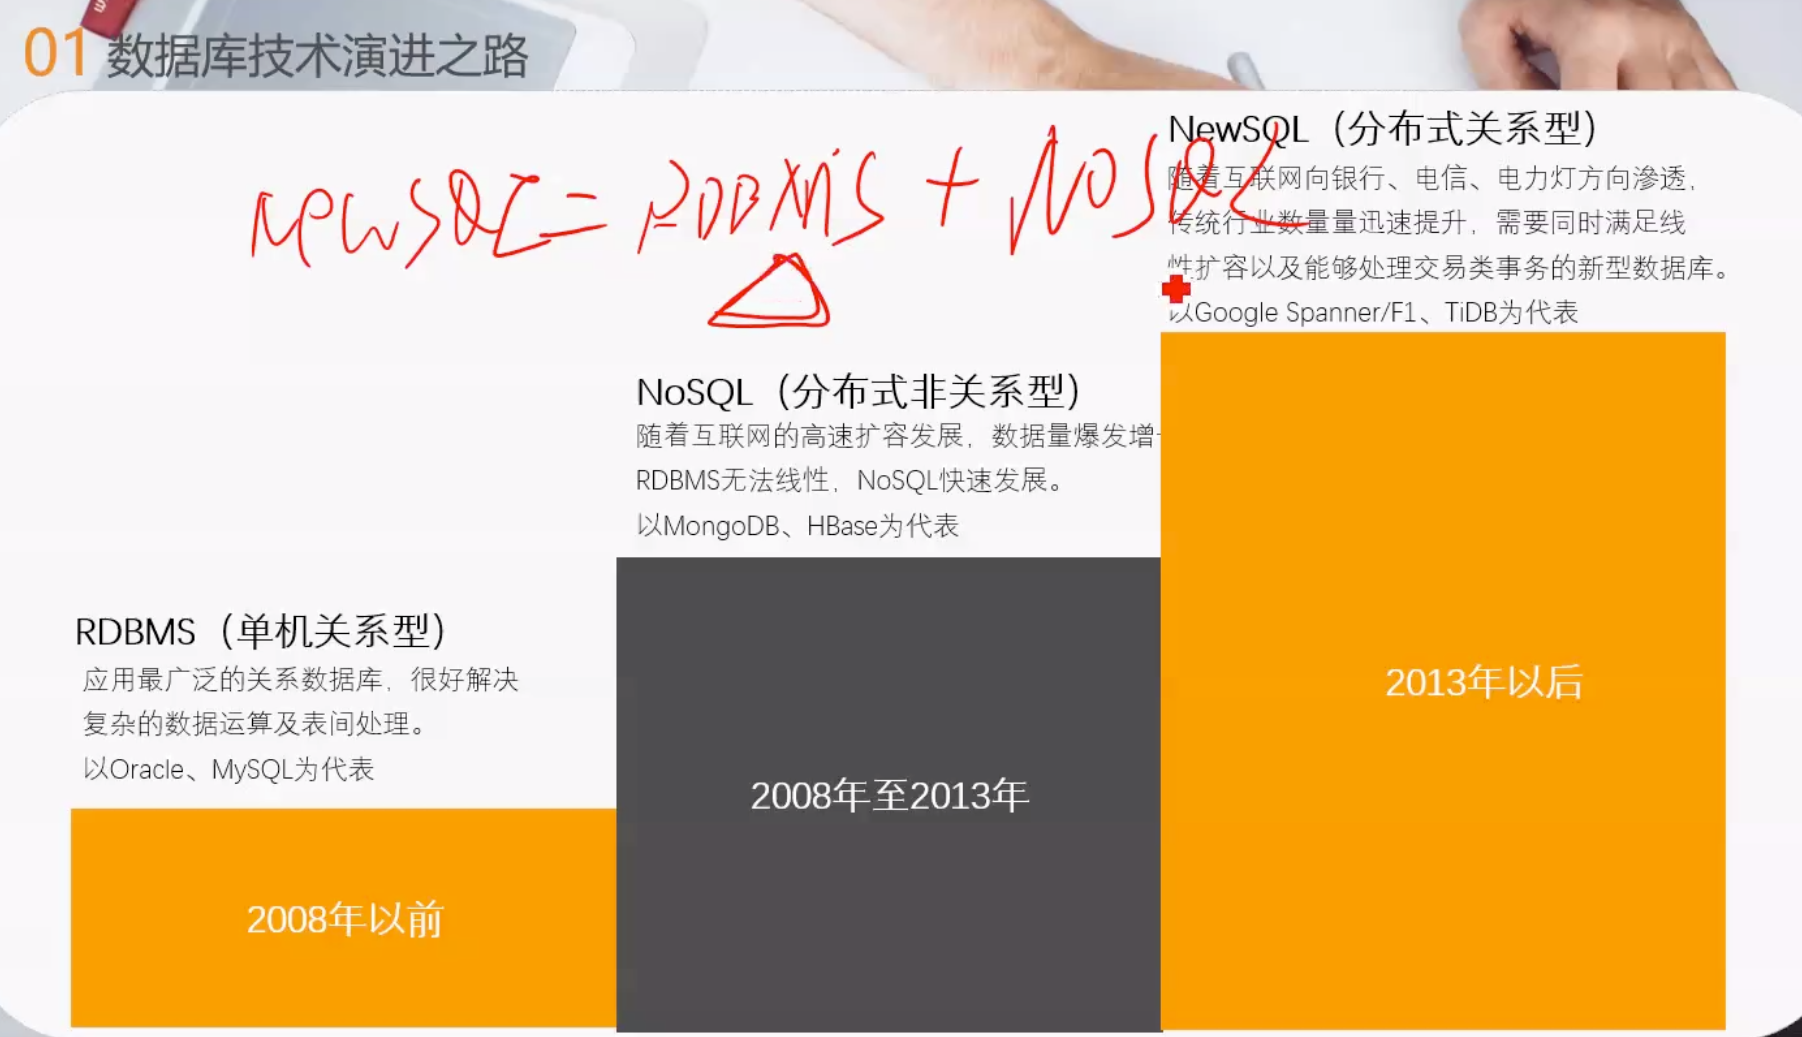 01 数据库技术演进之路
NewSQL = RDBMS + NOSQL
NewSQL（分布式关系型）
随着互联网向银行、电信、电力灯方向滲透，
传统行业数量量迅速提升，需要同时满足线
性扩容以及能够处理交易类事务的新型数据库。
以Google Spanner/F1、TiDB为代表
NoSQL（分布式非关系型）
随着互联网的高速扩容发展，数据量爆发增
RDBMS无法线性，NoSQL快速发展。
以MongoDB、HBase为代表
RDBMS（单机关系型）
应用最广泛的关系数据库，很好解决
复杂的数据运算及表间处理。
以Oracle、MySQL为代表
2013年以后
2008年至2013年
2008年以前